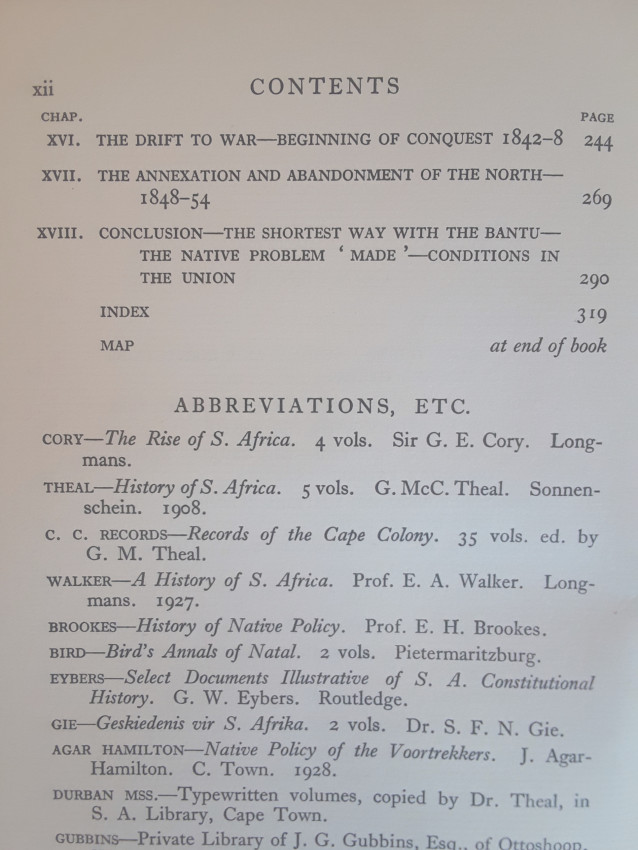 xii CONTENTS
CHAP. PAGE
XVI. THE DRIFT TO WAR—BEGINNING OF CONQUEST 1842–8 244
XVII. THE ANNEXATION AND ABANDONMENT OF THE NORTH—
1848–54 269
XVIII. CONCLUSION—THE SHORTEST WAY WITH THE BANTU—
THE NATIVE PROBLEM ‘ MADE ’—CONDITIONS IN
THE UNION 290
INDEX 319
MAP at end of book
ABBREVIATIONS, ETC.
CORY—The Rise of S. Africa. 4 vols. Sir G. E. Cory. Long-
mans.
THEAL—History of S. Africa. 5 vols. G. McC. Theal. Sonnen-
schein. 1908.
C. C. RECORDS—Records of the Cape Colony. 35 vols. ed. by
G. M. Theal.
WALKER—A History of S. Africa. Prof. E. A. Walker. Long-
mans. 1927.
BROOKES—History of Native Policy. Prof. E. H. Brookes.
BIRD—Bird's Annals of Natal. 2 vols. Pietermaritzburg.
EYBERS—Select Documents Illustrative of S. A. Constitutional
History. G. W. Eybers. Routledge.
GIE—Geskiedenis vir S. Afrika. 2 vols. Dr. S. F. N. Gie.
AGAR HAMILTON—Native Policy of the Voortrekkers. J. Agar-
Hamilton. C. Town. 1928.
DURBAN MSS.—Typewritten volumes, copied by Dr. Theal, in
S. A. Library, Cape Town.
GUBBINS—Private Library of J. G. Gubbins, Esq., of Ottoshoop.